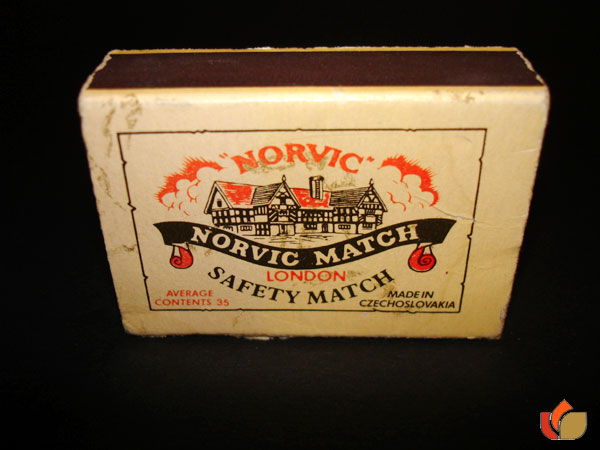 "NORVIC"
NORVIC MATCH
LONDON
SAFETY MATCH
AVERAGE
CONTENTS 35
MADE IN
CZECHOSLOVAKIA